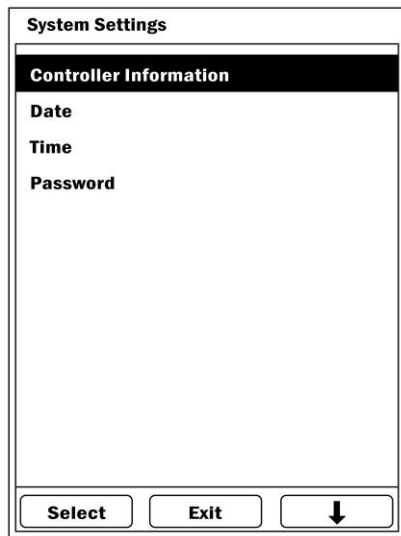 System Settings
Controller Information
Date
Time
Password
Select Exit